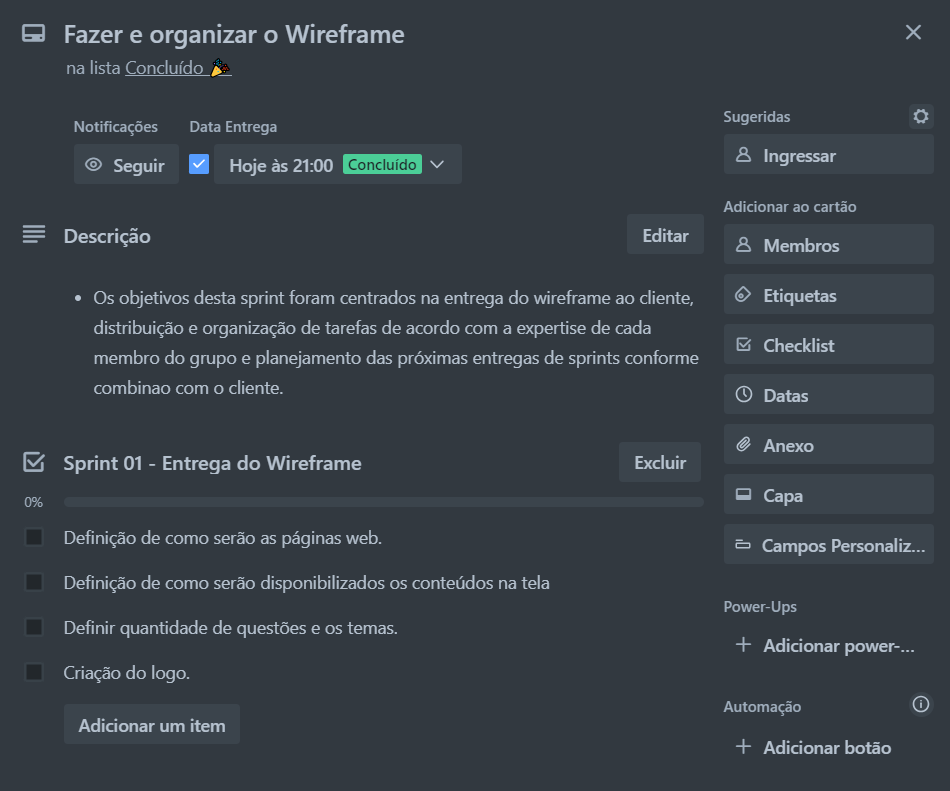 Fazer e organizar o Wireframe
na lista Concluído 🎉
Notificações
Data Entrega
Seguir
Hoje às 21:00 Concluído
Descrição
Editar
• Os objetivos desta sprint foram centrados na entrega do wireframe ao cliente,
distribuição e organização de tarefas de acordo com a expertise de cada
membro do grupo e planejamento das próximas entregas de sprints conforme
combinao com o cliente.
Sprint 01 - Entrega do Wireframe
Excluir
0%
Definição de como serão as páginas web.
Definição de como serão disponibilizados os conteúdos na tela
Definir quantidade de questões e os temas.
Criação do logo.
Adicionar um item
Sugeridas
Ingressar
Adicionar ao cartão
Membros
Etiquetas
Checklist
Datas
Anexo
Capa
Campos Personaliz...
Power-Ups
Adicionar power-...
Automação
Adicionar botão